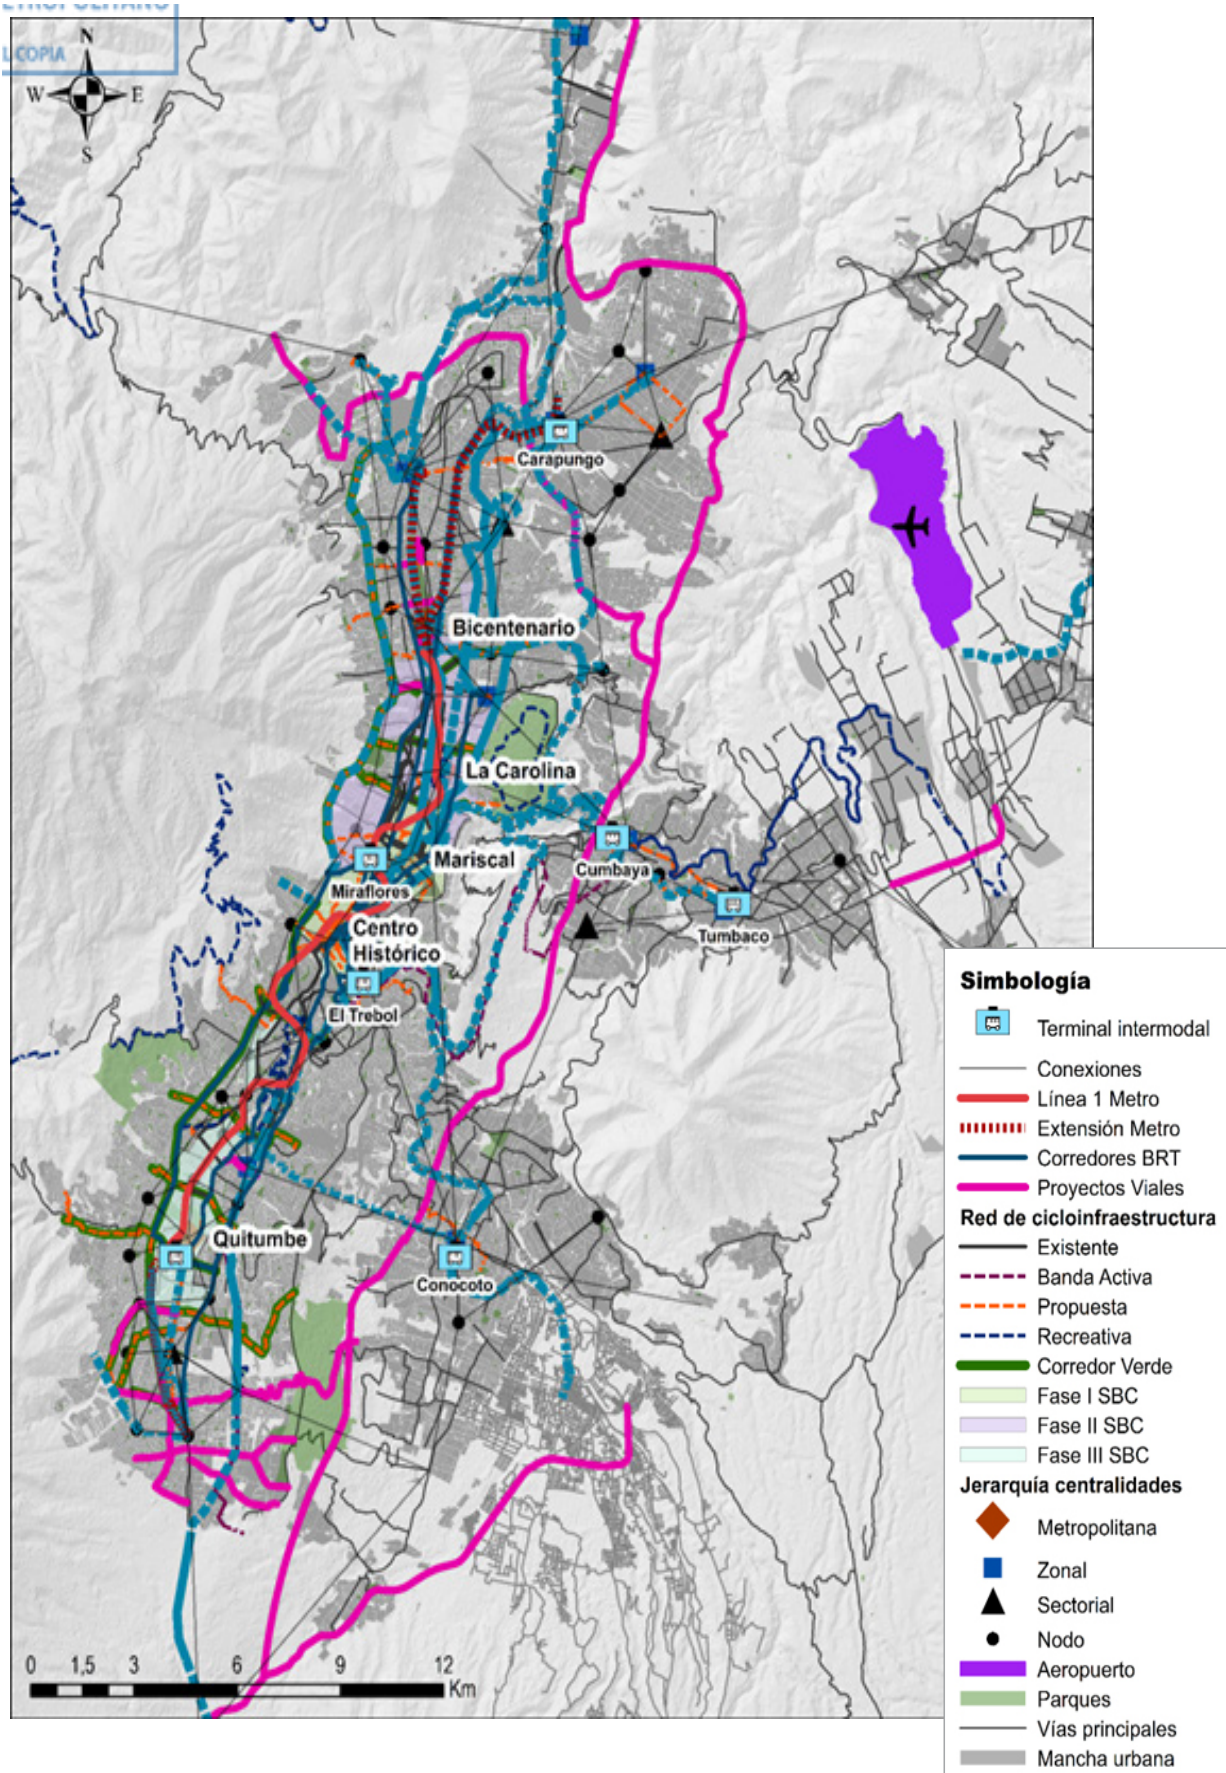 ETROPOLITANO
L COPIA
N
W
E
S
Carapungo
Bicentenario
La Carolina
Mariscal
Miraflores
Cumbaya
Tumbaco
Centro
Histórico
El Trebol
Quitumbe
Conocoto
0 1,5 3 6 9 12
Km
Simbología
Terminal intermodal
Conexiones
Línea 1 Metro
Extensión Metro
Corredores BRT
Proyectos Viales
Red de cicloinfraestructura
Existente
Banda Activa
Propuesta
Recreativa
Corredor Verde
Fase I SBC
Fase II SBC
Fase III SBC
Jerarquía centralidades
Metropolitana
Zonal
Sectorial
Nodo
Aeropuerto
Parques
Vías principales
Mancha urbana